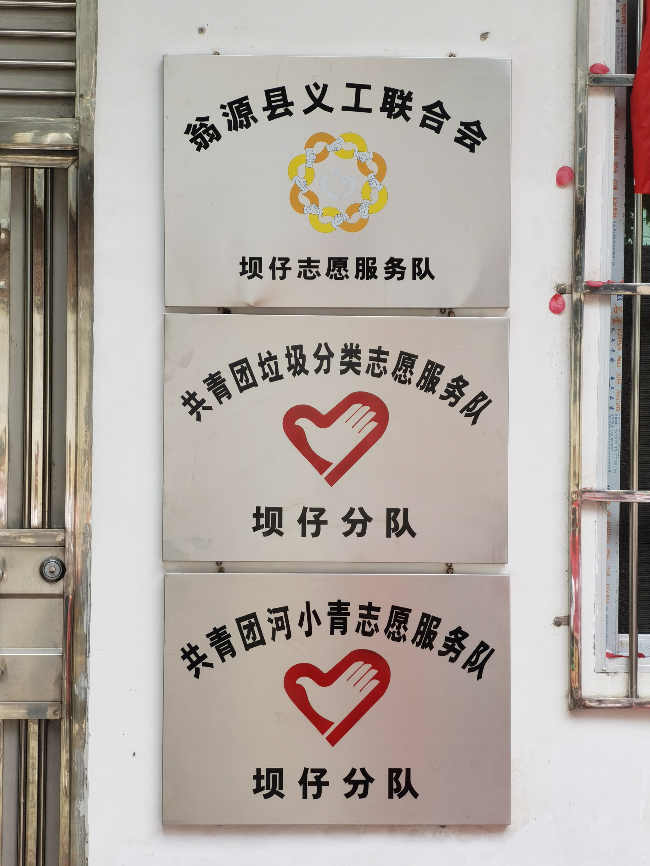 翁源县义工联合会
坝仔志愿服务队
共青团垃圾分类志愿服务队
坝仔分队
共青团河小青志愿服务队
坝仔分队